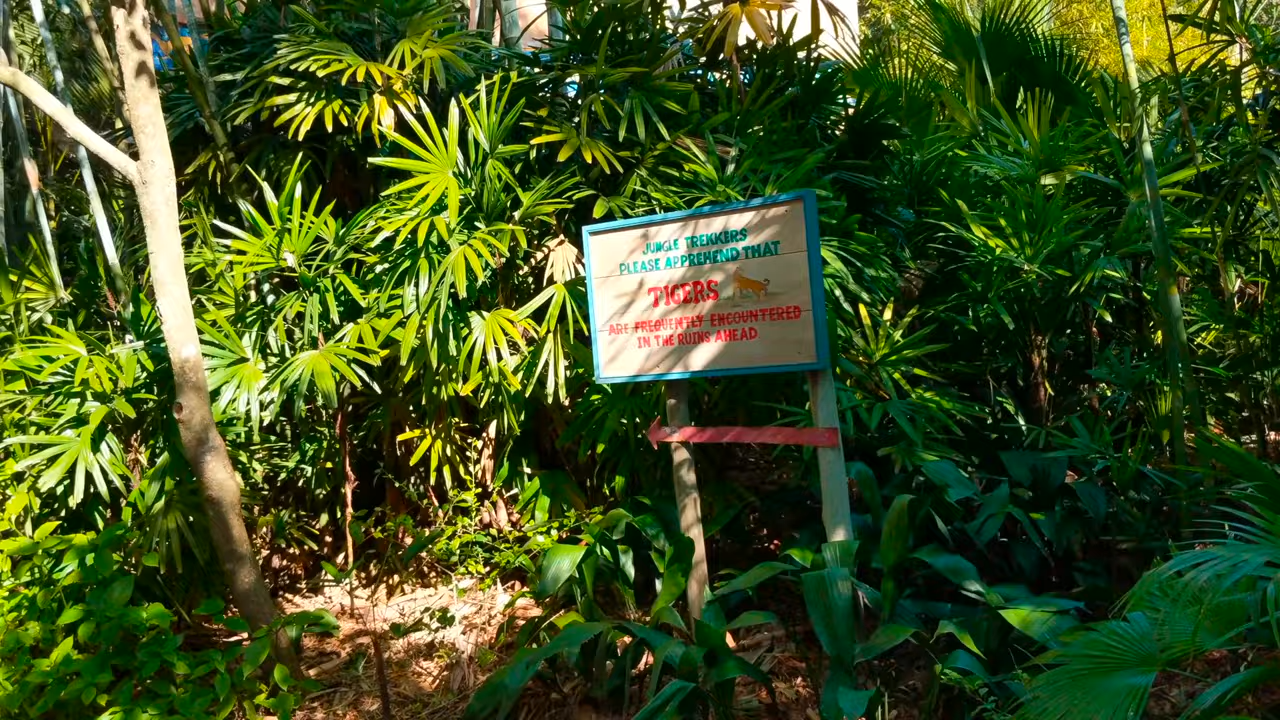 JUNGLE TREKKERS
PLEASE APPREHEND THAT
TIGERS
ARE FREQUENTLY ENCOUNTERED
IN THE RUINS AHEAD